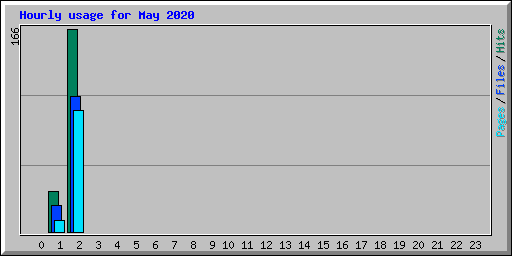 Hourly usage for May 2020
166
Pages/Files/Hits
0 1 2 3 4 5 6 7 8 9 10 11 12 13 14 15 16 17 18 19 20 21 22 23